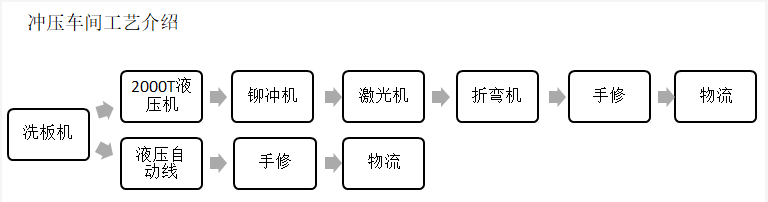 冲压车间工艺介绍
2000T液
压机
铆冲机
激光机
折弯机
手修
物流
洗板机
液压自
动线
手修
物流